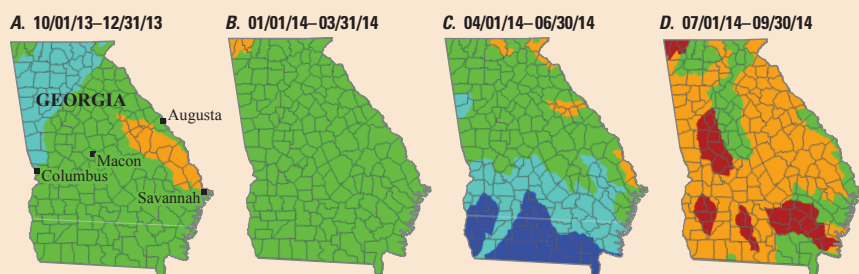 A. 10/01/13–12/31/13
B. 01/01/14–03/31/14
C. 04/01/14–06/30/14
D. 07/01/14–09/30/14
GEORGIA
Augusta
Macon
Columbus
Savannah